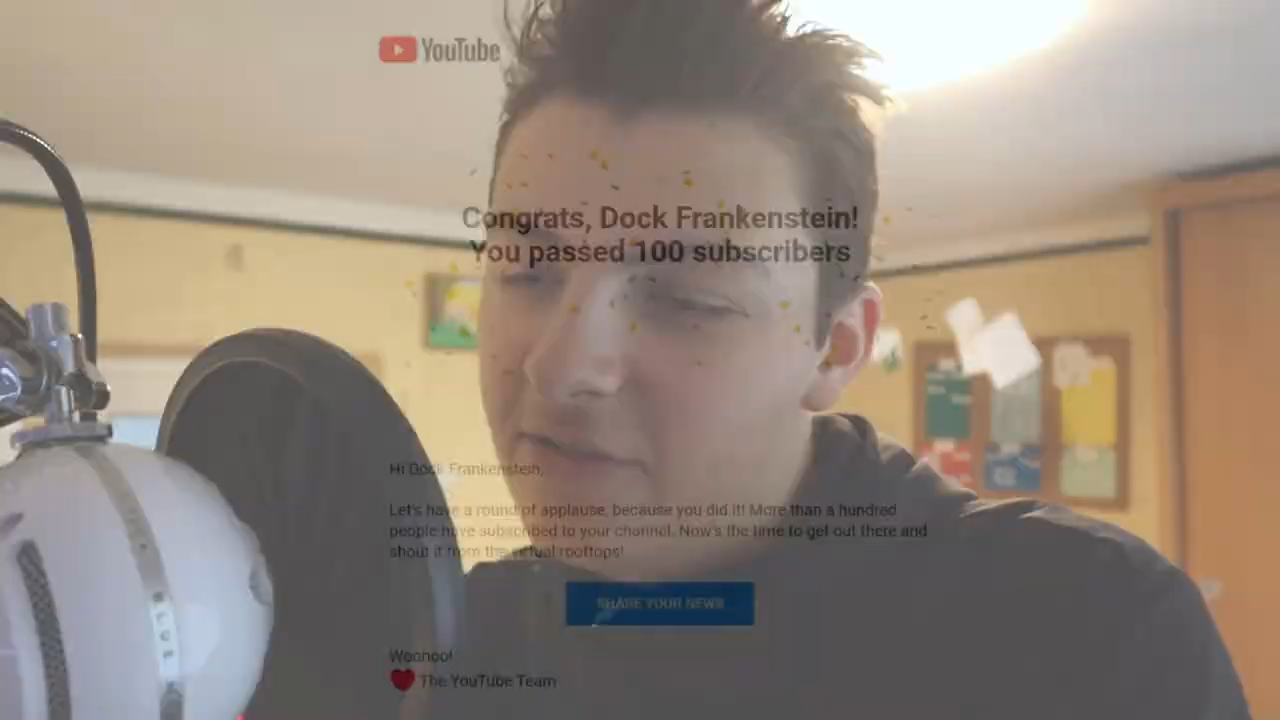 YouTube
Congrats, Dock Frankenstein!
You passed 100 subscribers
Hi Dock Frankenstein,
Let's have a round of applause, because you did it! More than a hundred
people have subscribed to your channel. Now's the time to get out there and
shout it from the virtual rooftops!
SHARE YOUR NEWS
Woohoo!
The YouTube Team